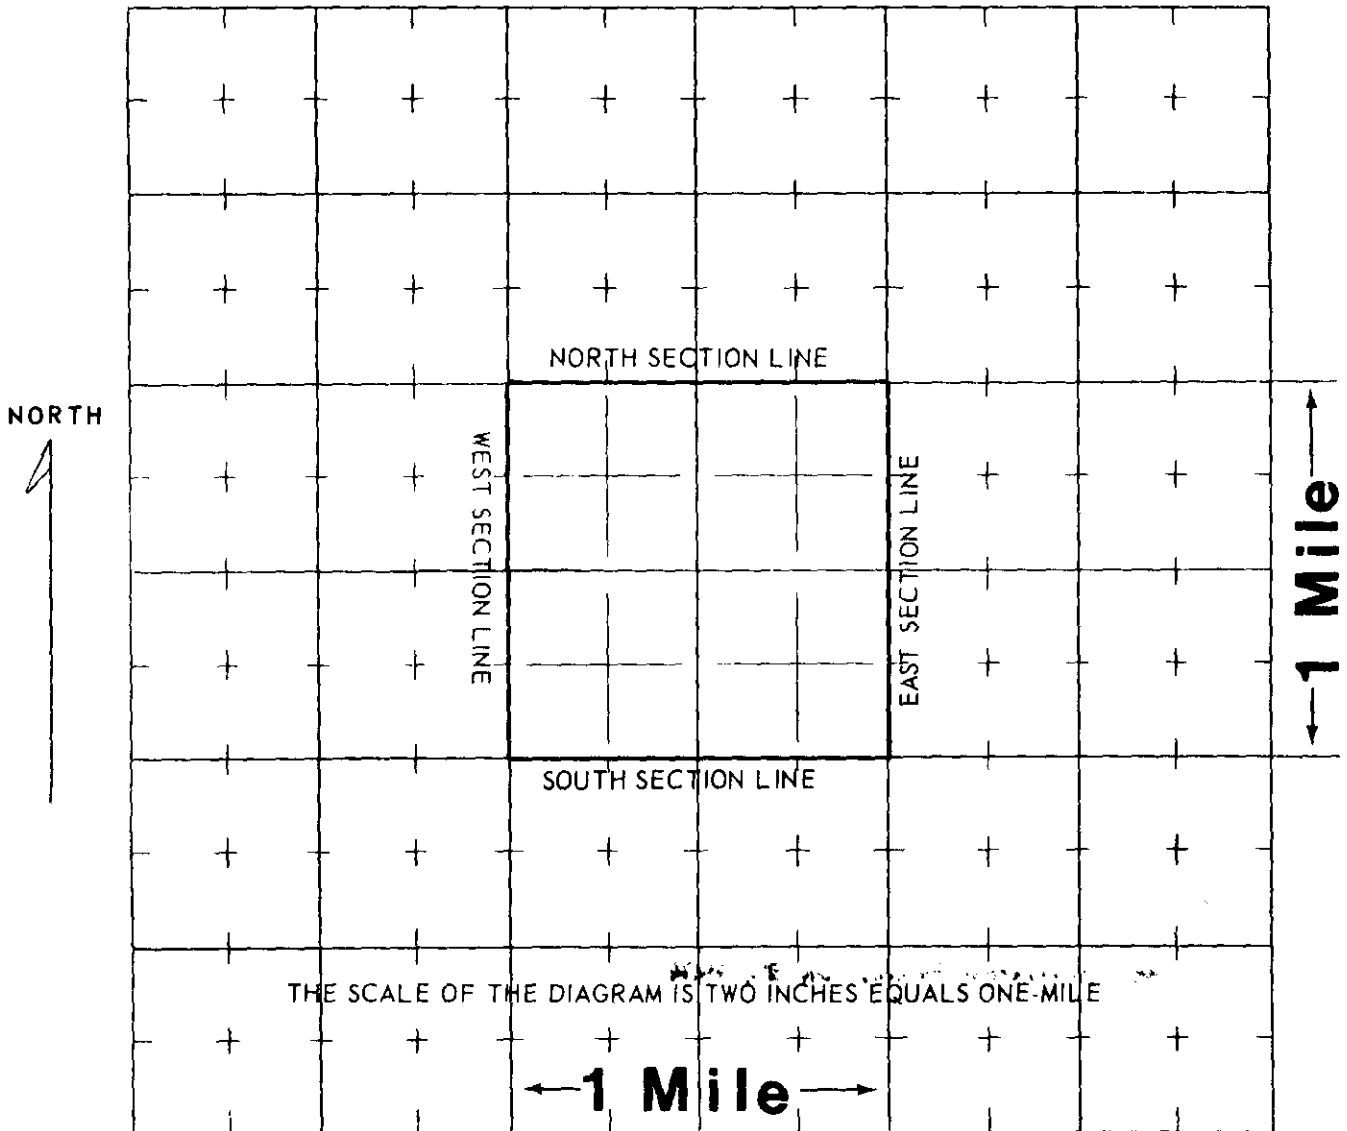 NORTH SECTION LINE
NORTH
WEST SECTION LINE
EAST SECTION LINE
1 Mile
SOUTH SECTION LINE
THE SCALE OF THE DIAGRAM IS TWO INCHES EQUALS ONE-MILE
1 Mile